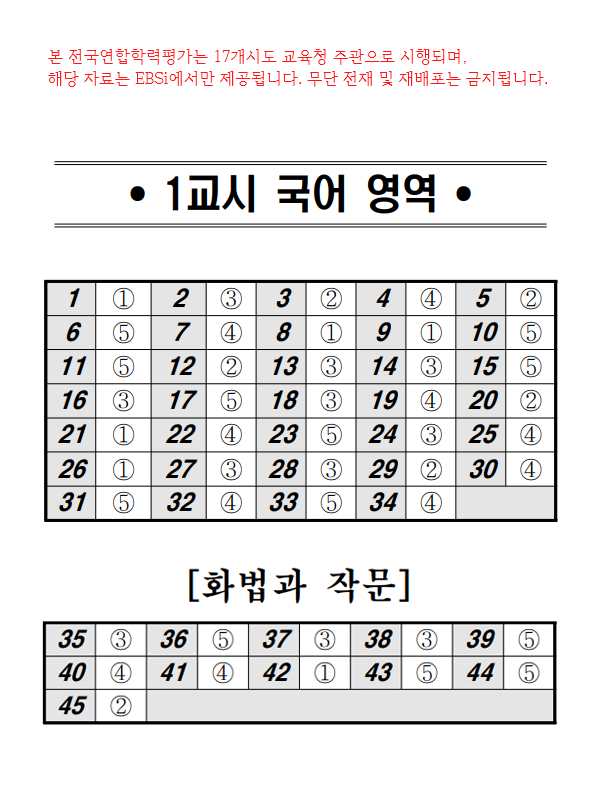 본 전국연합학력평가는 17개시도 교육청 주관으로 시행되며,
해당 자료는 EBSi에서만 제공됩니다. 무단 전재 및 재배포는 금지됩니다.
• 1교시 국어 영역 •
1 ① 2 ③ 3 ② 4 ④ 5 ②
6 ⑤ 7 ④ 8 ① 9 ① 10 ⑤
11 ⑤ 12 ② 13 ③ 14 ③ 15 ⑤
16 ③ 17 ⑤ 18 ③ 19 ④ 20 ②
21 ① 22 ④ 23 ⑤ 24 ③ 25 ④
26 ① 27 ③ 28 ③ 29 ② 30 ④
31 ⑤ 32 ④ 33 ⑤ 34 ④
[화법과 작문]
35 ③ 36 ⑤ 37 ③ 38 ③ 39 ⑤
40 ④ 41 ④ 42 ① 43 ⑤ 44 ⑤
45 ②